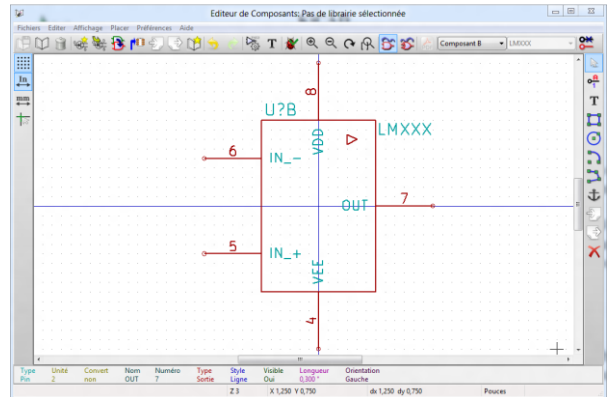 Editeur de Composants: Pas de librairie sélectionnée
Fichiers Editer Affichage Placer Préférences Aide
T Composant B LMXXX
In
mm
T
8
U?B
VDD
LMXXX
6
IN_-
7
OUT
5
IN_+
VEE
4
Type Unité Convert Nom Numéro Type Style Visible Longueur Orientation
Pin 2 non OUT 7 Sortie Ligne Oui 0,300 " Gauche
Z 3 X 1,250 Y 0,750 dx 1,250 dy 0,750 Pouces